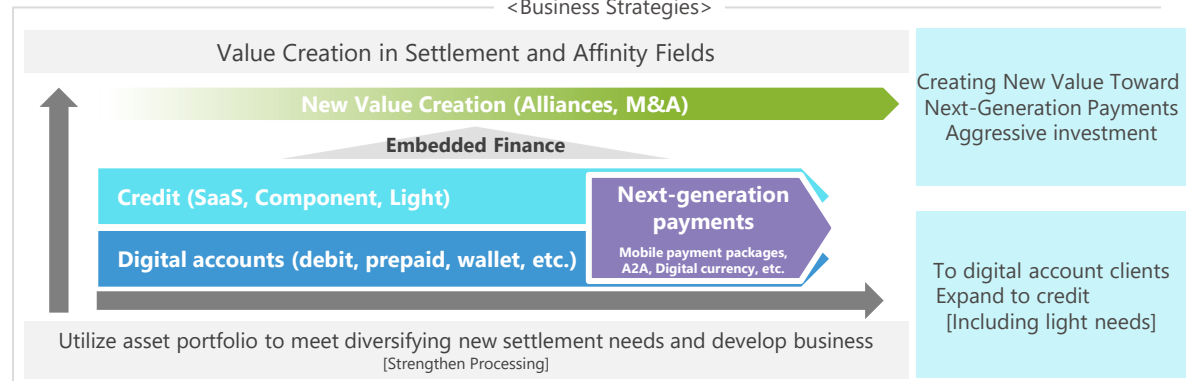 <Business Strategies>
Value Creation in Settlement and Affinity Fields
New Value Creation (Alliances, M&A)
Embedded Finance
Credit (SaaS, Component, Light)
Digital accounts (debit, prepaid, wallet, etc.)
Next-generation
payments
Mobile payment packages,
A2A, Digital currency, etc.
Utilize asset portfolio to meet diversifying new settlement needs and develop business
[Strengthen Processing]
Creating New Value Toward
Next-Generation Payments
Aggressive investment
To digital account clients
Expand to credit
[Including light needs]